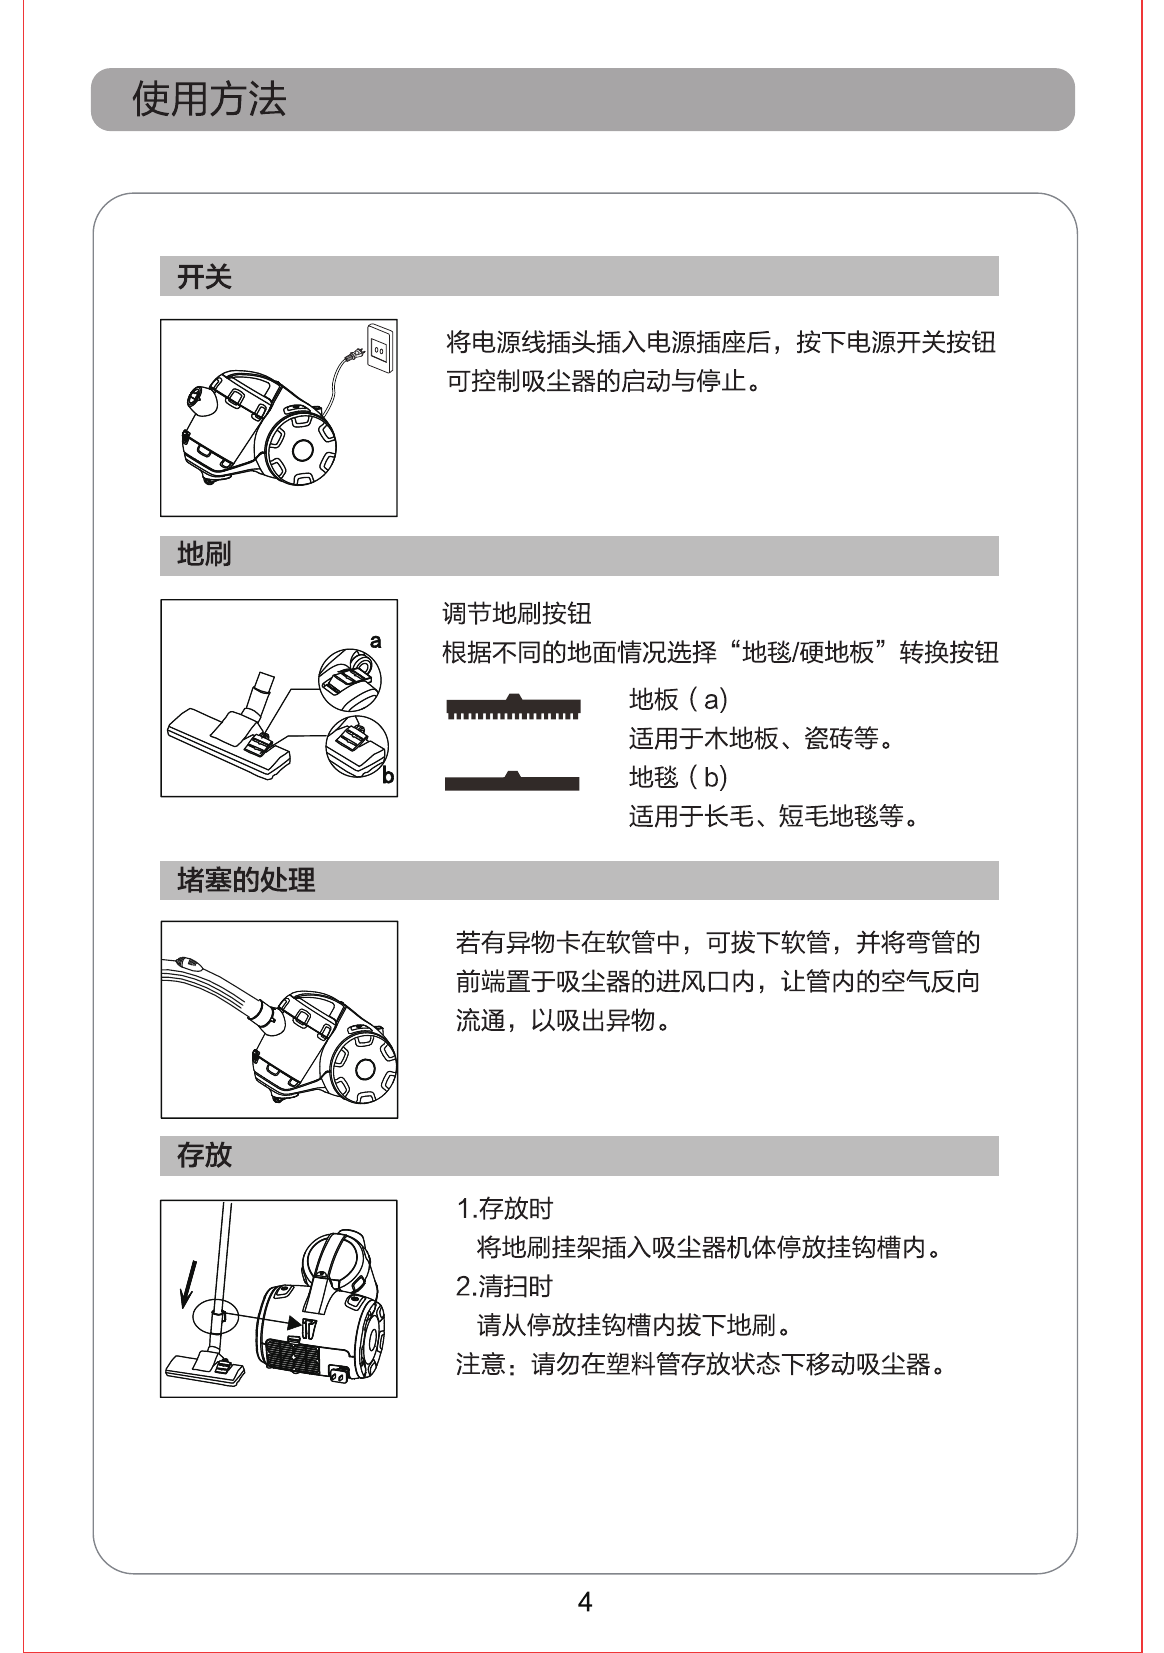 使用方法
开关
将电源线插头插入电源插座后，按下电源开关按钮
可控制吸尘器的启动与停止。
地刷
a
b
调节地刷按钮
根据不同的地面情况选择“地毯/硬地板”转换按钮
地板（a)
适用于木地板、瓷砖等。
地毯（b)
适用于长毛、短毛地毯等。
堵塞的处理
若有异物卡在软管中，可拔下软管，并将弯管的
前端置于吸尘器的进风口内，让管内的空气反向
流通，以吸出异物。
存放
1.存放时
将地刷挂架插入吸尘器机体停放挂钩槽内。
2.清扫时
请从停放挂钩槽内拔下地刷。
注意：请勿在塑料管存放状态下移动吸尘器。
4